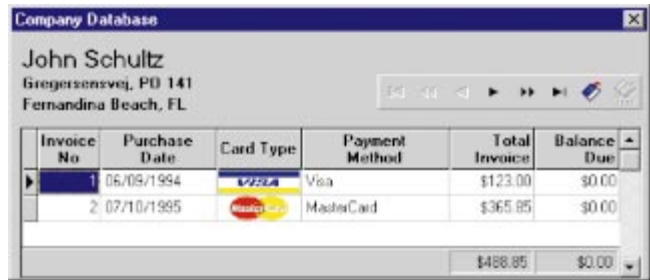 Company Database
John Schultz
Gregersensvej, PO 141
Fernandina Beach, FL
Invoice No Purchase Date Card Type Payment Method Total Invoice Balance Due
1 06/09/1994 VISA Visa $123.00 $0.00
2 07/10/1995 MasterCard MasterCard $365.85 $0.00
$488.85 $0.00